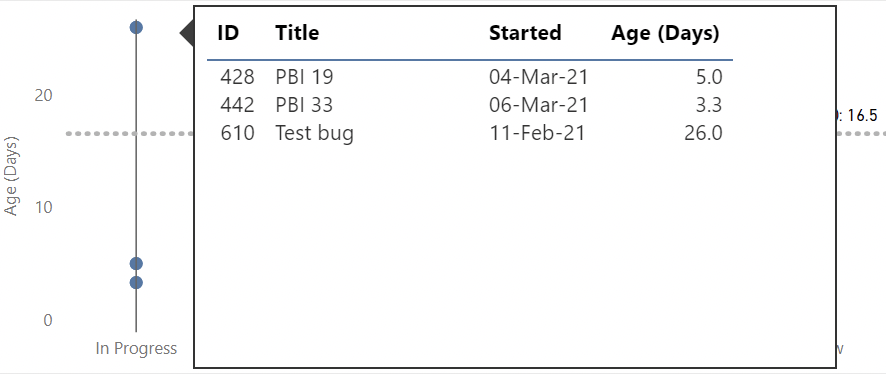 ID Title Started Age (Days)
428 PBI 19 04-Mar-21 5.0
442 PBI 33 06-Mar-21 3.3
610 Test bug 11-Feb-21 26.0
20
: 16.5
Age (Days)
10
0
In Progress